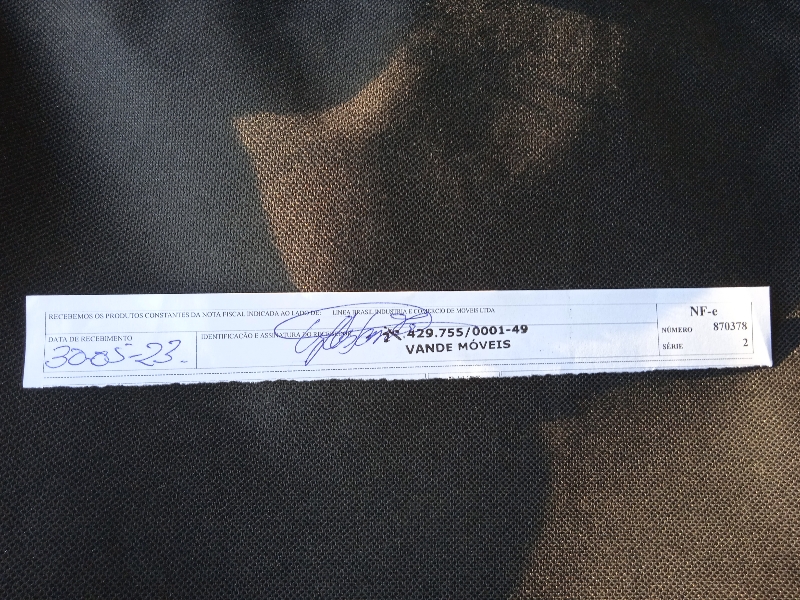 RECEBEMOS OS PRODUTOS CONSTANTES DA NOTA FISCAL INDICADA AO LADO DE: LINEA BRASIL INDUSTRIA E COMERCIO DE MOVEIS LTDA
NF-e
DATA DE RECEBIMENTO
IDENTIFICAÇÃO E ASSINATURA DO RECEBEDOR
NÚMERO 870378
30-05-23.
429.755/0001-49
VANDE MÓVEIS
SÉRIE 2